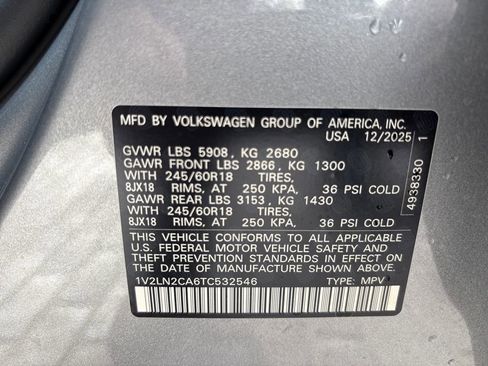 MFD BY VOLKSWAGEN GROUP OF AMERICA, INC.
USA 12/2025
GVWR LBS 5908, KG 2680
GAWR FRONT LBS 2866, KG 1300
WITH 245/60R18 TIRES,
8JX18 RIMS, AT 250 KPA, 36 PSI COLD
GAWR REAR LBS 3153, KG 1430
WITH 245/60R18 TIRES,
8JX18 RIMS, AT 250 KPA, 36 PSI COLD
THIS VEHICLE CONFORMS TO ALL APPLICABLE
U.S. FEDERAL MOTOR VEHICLE SAFETY AND
THEFT PREVENTION STANDARDS IN EFFECT ON
THE DATE OF MANUFACTURE SHOWN ABOVE.
1V2LN2CA6TC532546 TYPE: MPV
4938330 1